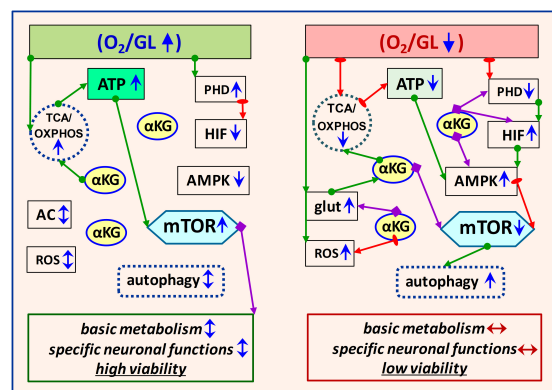 (O₂/GL ↑)
ATP ↑
PHD ↑
TCA/
OXPHOS
↑
αKG
HIF ↓
αKG
AMPK ↓
AC ↕
αKG
mTOR ↑
ROS ↕
autophagy ↕
basic metabolism ↕
specific neuronal functions ↕
high viability
(O₂/GL ↓)
ATP ↓
PHD ↓
TCA/
OXPHOS
↓
αKG
HIF ↑
αKG
AMPK ↑
glut ↑
αKG
mTOR ↓
ROS ↑
autophagy ↑
basic metabolism ↔
specific neuronal functions ↔
low viability